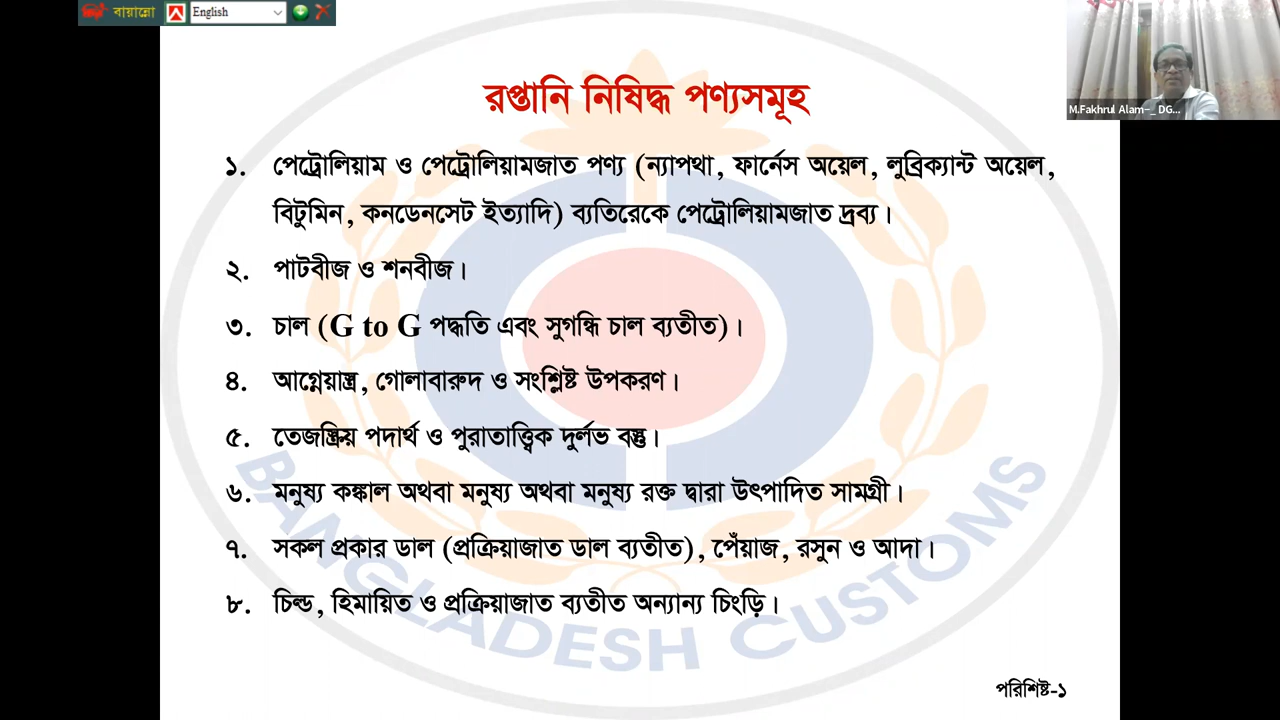 বায়ান্নো
English
M.Fakhrul Alam-_ DG...
রপ্তানি নিষিদ্ধ পণ্যসমূহ
১. পেট্রোলিয়াম ও পেট্রোলিয়ামজাত পণ্য (ন্যাপথা, ফার্নেস অয়েল, লুব্রিক্যান্ট অয়েল,
বিটুমিন, কনডেনসেট ইত্যাদি) ব্যতিরেকে পেট্রোলিয়ামজাত দ্রব্য।
২. পাটবীজ ও শনবীজ।
৩. চাল (G to G পদ্ধতি এবং সুগন্ধি চাল ব্যতীত)।
৪. আগ্নেয়াস্ত্র, গোলাবারুদ ও সংশ্লিষ্ট উপকরণ।
৫. তেজস্ক্রিয় পদার্থ ও পুরাতাত্ত্বিক দুর্লভ বস্তু।
৬. মনুষ্য কঙ্কাল অথবা মনুষ্য অথবা মনুষ্য রক্ত দ্বারা উৎপাদিত সামগ্রী।
৭. সকল প্রকার ডাল (প্রক্রিয়াজাত ডাল ব্যতীত), পেঁয়াজ, রসুন ও আদা।
৮. চিল্ড, হিমায়িত ও প্রক্রিয়াজাত ব্যতীত অন্যান্য চিংড়ি।
BANGLADESH CUSTOMS
পরিশিষ্ট-১